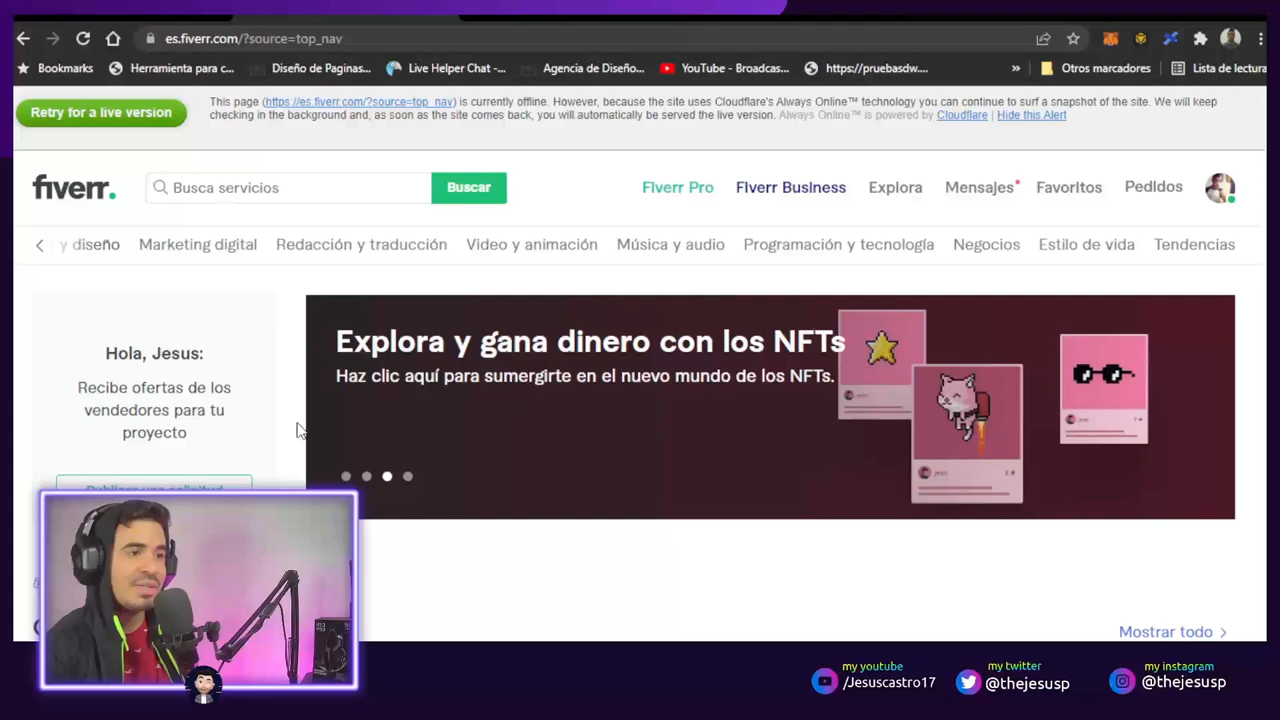 es.fiverr.com/?source=top_nav
Bookmarks
Herramienta para c...
Diseño de Paginas...
Live Helper Chat -...
Agencia de Diseño...
YouTube - Broadcas...
https://pruebasdw....
»
Otros marcadores
Lista de lectura
Retry for a live version
This page (https://es.fiverr.com/?source=top_nav) is currently offline. However, because the site uses Cloudflare's Always Online™ technology you can continue to surf a snapshot of the site. We will keep
checking in the background and, as soon as the site comes back, you will automatically be served the live version. Always Online™ is powered by Cloudflare | Hide this Alert
fiverr.
Busca servicios
Buscar
Fiverr Pro
Fiverr Business
Explora
Mensajes
Favoritos
Pedidos
y diseño
Marketing digital
Redacción y traducción
Video y animación
Música y audio
Programación y tecnología
Negocios
Estilo de vida
Tendencias
Hola, Jesus:
Recibe ofertas de los
vendedores para tu
proyecto
Explora y gana dinero con los NFTs
Haz clic aquí para sumergirte en el nuevo mundo de los NFTs.
Mostrar todo
my youtube
/Jesuscastro17
my twitter
@thejesusp
my instagram
@thejesusp